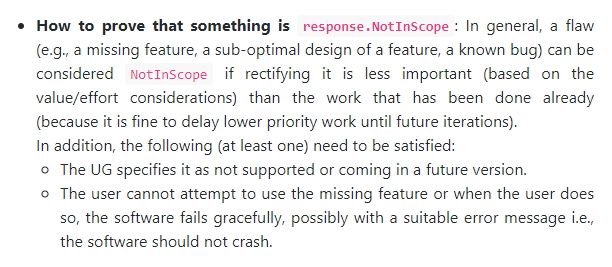 • How to prove that something is response.NotInScope: In general, a flaw
(e.g., a missing feature, a sub-optimal design of a feature, a known bug) can be
considered NotInScope if rectifying it is less important (based on the
value/effort considerations) than the work that has been done already
(because it is fine to delay lower priority work until future iterations).
In addition, the following (at least one) need to be satisfied:
○ The UG specifies it as not supported or coming in a future version.
○ The user cannot attempt to use the missing feature or when the user does
so, the software fails gracefully, possibly with a suitable error message i.e.,
the software should not crash.